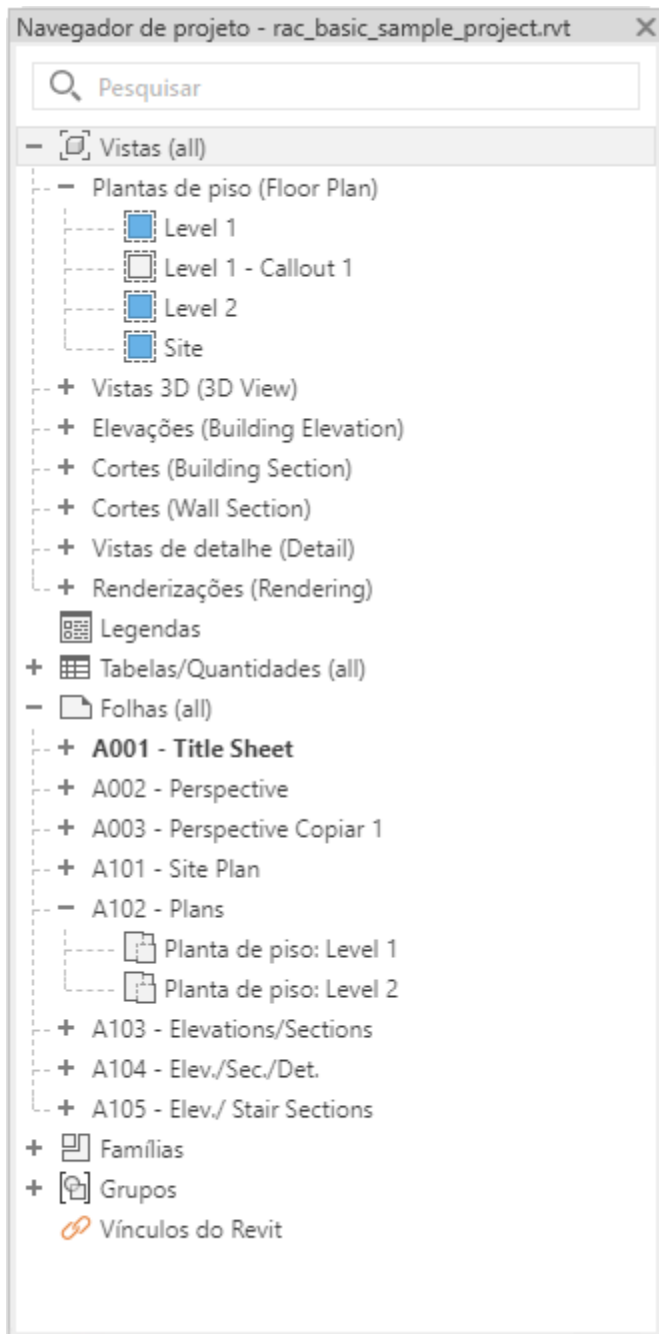 Navegador de projeto - rac_basic_sample_project.rvt
Pesquisar
Vistas (all)
Plantas de piso (Floor Plan)
Level 1
Level 1 - Callout 1
Level 2
Site
Vistas 3D (3D View)
Elevações (Building Elevation)
Cortes (Building Section)
Cortes (Wall Section)
Vistas de detalhe (Detail)
Renderizações (Rendering)
Legendas
Tabelas/Quantidades (all)
Folhas (all)
A001 - Title Sheet
A002 - Perspective
A003 - Perspective Copiar 1
A101 - Site Plan
A102 - Plans
Planta de piso: Level 1
Planta de piso: Level 2
A103 - Elevations/Sections
A104 - Elev./Sec./Det.
A105 - Elev./ Stair Sections
Famílias
Grupos
Vínculos do Revit